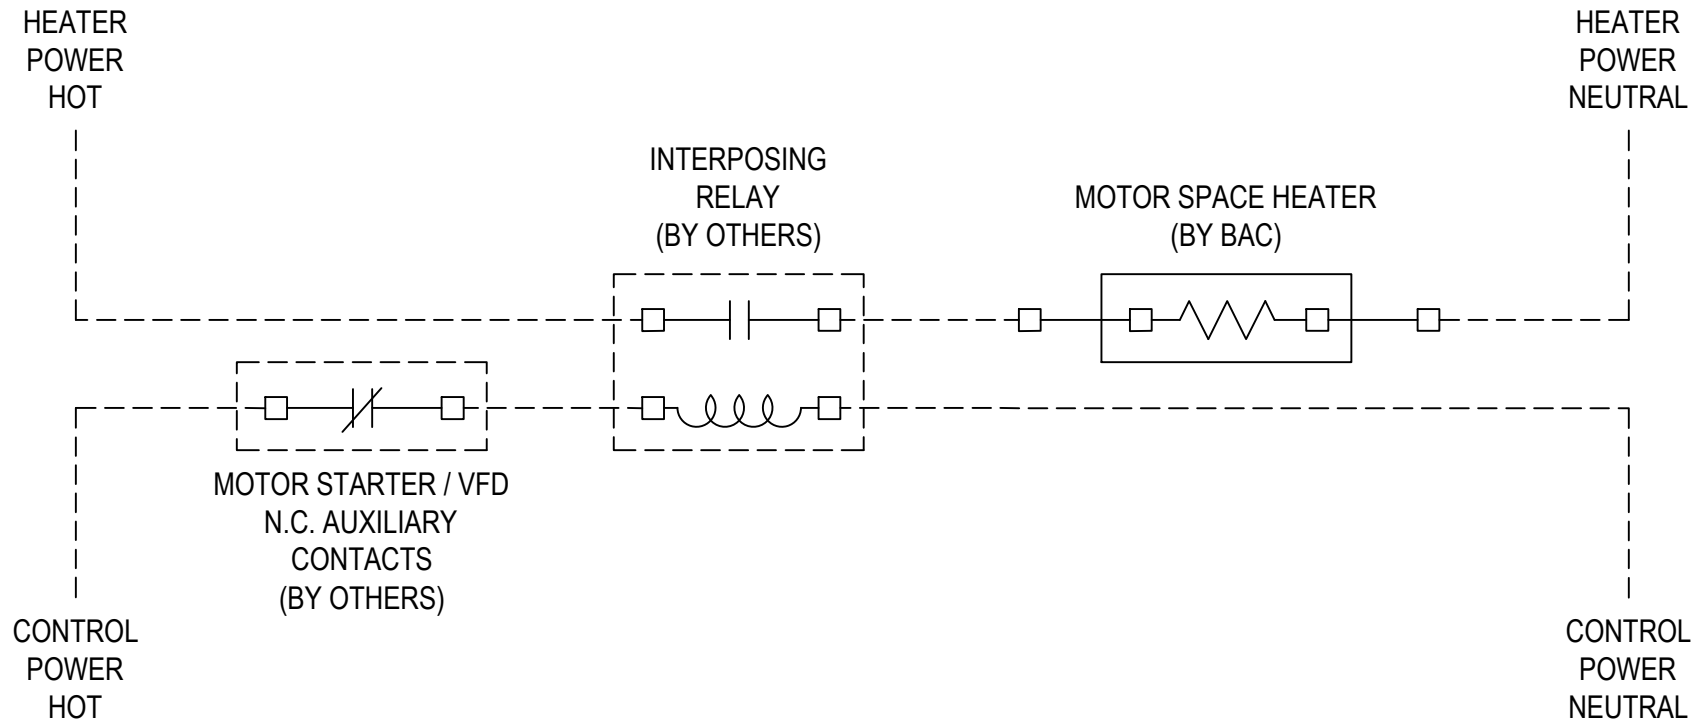 HEATER
POWER
HOT
HEATER
POWER
NEUTRAL
INTERPOSING
RELAY
(BY OTHERS)
MOTOR SPACE HEATER
(BY BAC)
MOTOR STARTER / VFD
N.C. AUXILIARY
CONTACTS
(BY OTHERS)
CONTROL
POWER
HOT
CONTROL
POWER
NEUTRAL